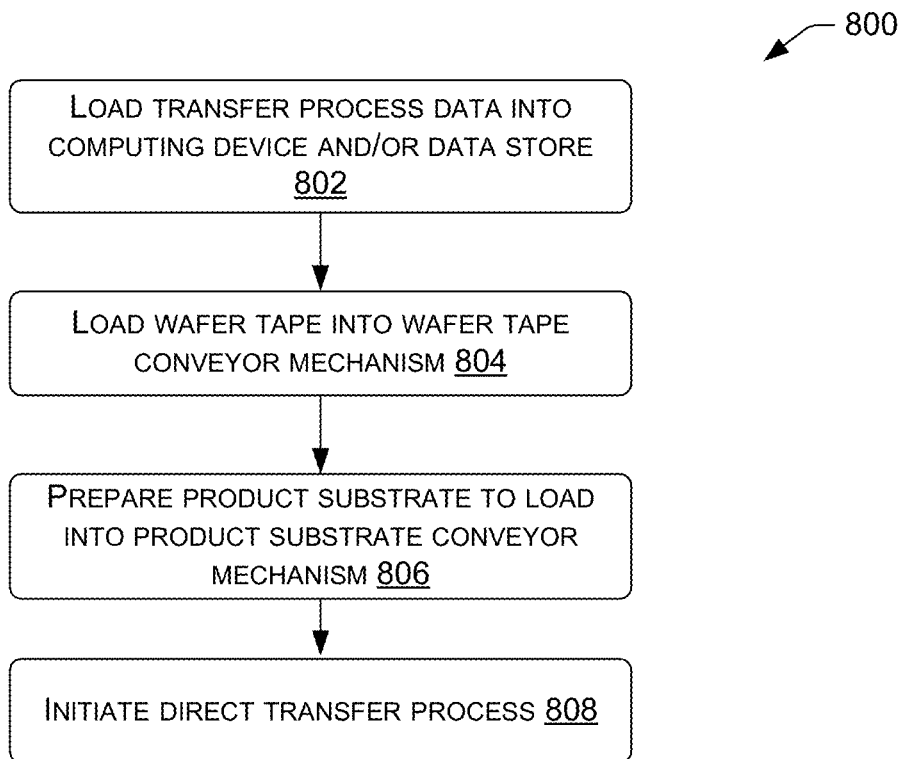 800
LOAD TRANSFER PROCESS DATA INTO
COMPUTING DEVICE AND/OR DATA STORE
802
LOAD WAFER TAPE INTO WAFER TAPE
CONVEYOR MECHANISM 804
PREPARE PRODUCT SUBSTRATE TO LOAD
INTO PRODUCT SUBSTRATE CONVEYOR
MECHANISM 806
INITIATE DIRECT TRANSFER PROCESS 808